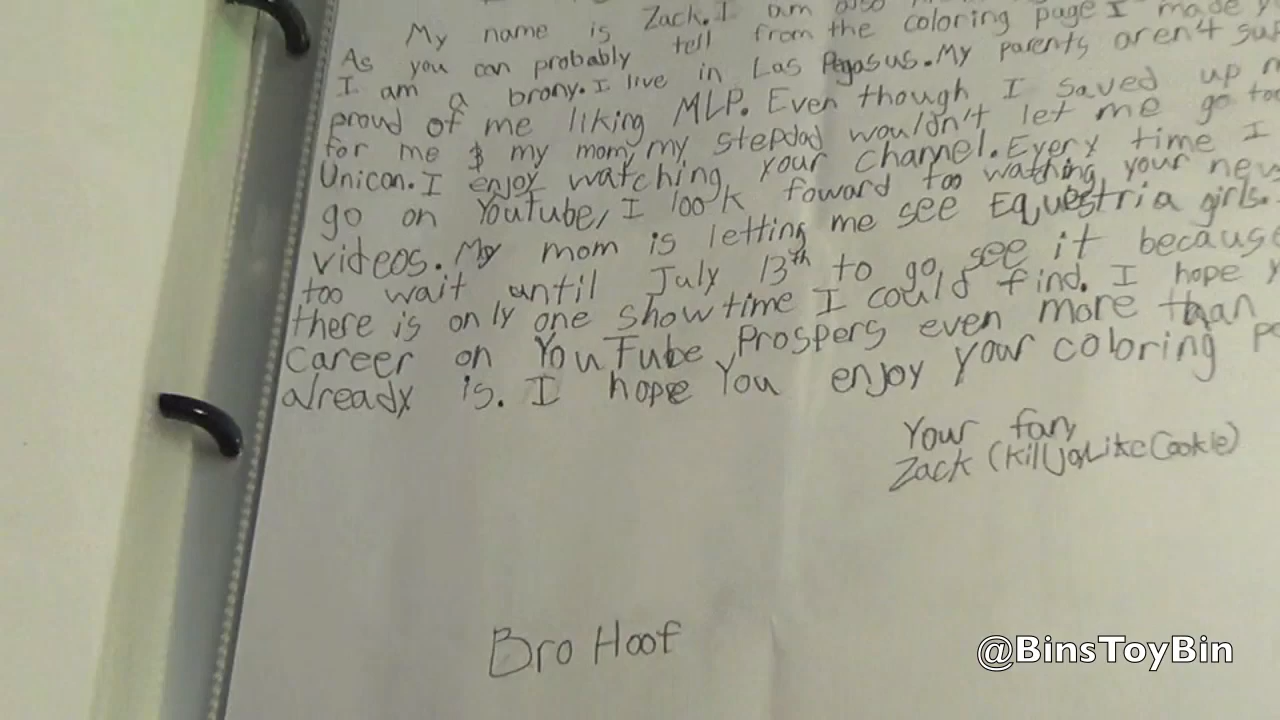 My name is Zack. I am also
As you can probably tell from the coloring page I made
I am a brony. I live in Las Pegasus. My parents aren't
proud of me liking MLP. Even though I saved up
for me $ my mom, my stepdad wouldn't let me go too
Unicon. I enjoy watching your channel. Every time I
go on Youtube, I look foward too watching your new
videos. My mom is letting me see Equestria girls.
too wait until July 13th to go see it because
there is only one showtime I could find. I hope
career on YouTube prospers even more than
already is. I hope You enjoy your coloring
Your fan,
Zack (KillJoyLikeCookie)
Bro Hoof
@BinsToyBin